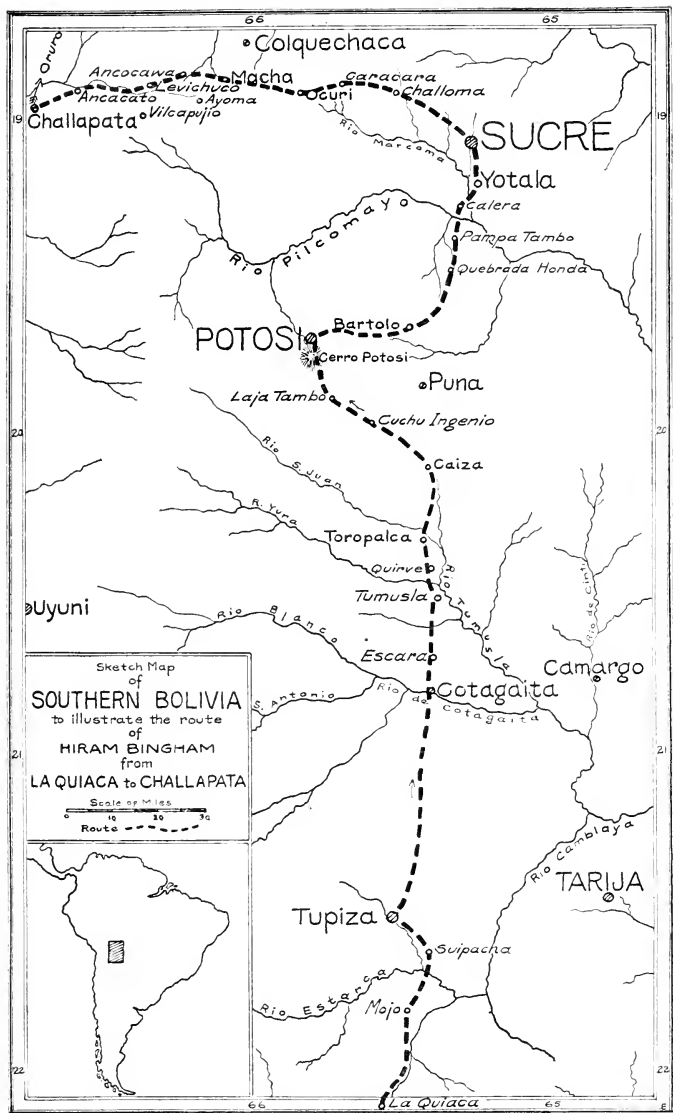 66
65
Oruro
Colquechaca
Ancocawa
Macha
Caracara
Levichuco
Challoma
Ancacato
Ayoma
Ocuri
Vilcapujio
19
Challapata
19
Rio Marcoma
SUCRE
Yotala
Calera
Rio Pilcomayo
Pampa Tambo
Quebrada Honda
Bartolo
POTOSI
Cerro Potosi
Puna
Laja Tambo
Cuchu Ingenio
20
20
Rio S. Juan
Caiza
R. Yura
Toropalca
Quirve
Rio Tumusla
Rio de Cinti
Tumusla
Uyuni
Rio Blanco
Escara
Camargo
Cotagaita
S. Antonio
Rio de Cotagaita
Sketch Map
of
SOUTHERN BOLIVIA
to illustrate the route
of
HIRAM BINGHAM
from
LA QUIACA to CHALLAPATA
Scale of Miles
0 10 20 30
Route
21
21
Rio Camblaya
TARIJA
Tupiza
Suipacha
Rio Estarca
Mojo
22
22
La Quiaca
66
65
E